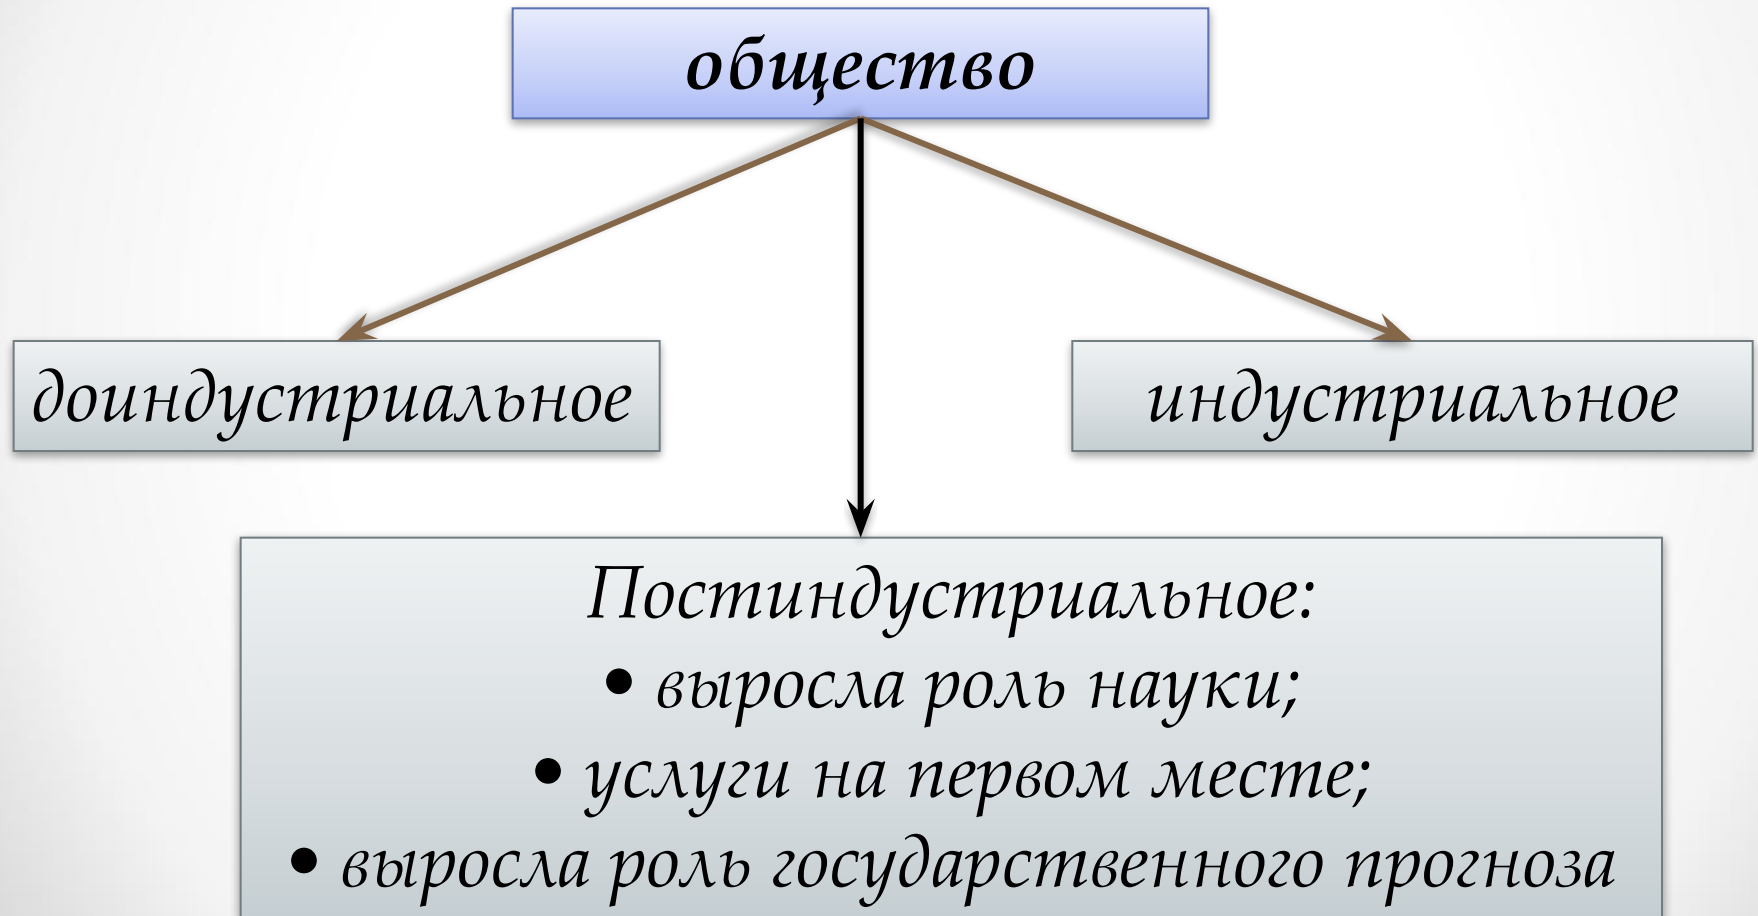 общество
доиндустриальное
индустриальное
Постиндустриальное:
• выросла роль науки;
• услуги на первом месте;
• выросла роль государственного прогноза